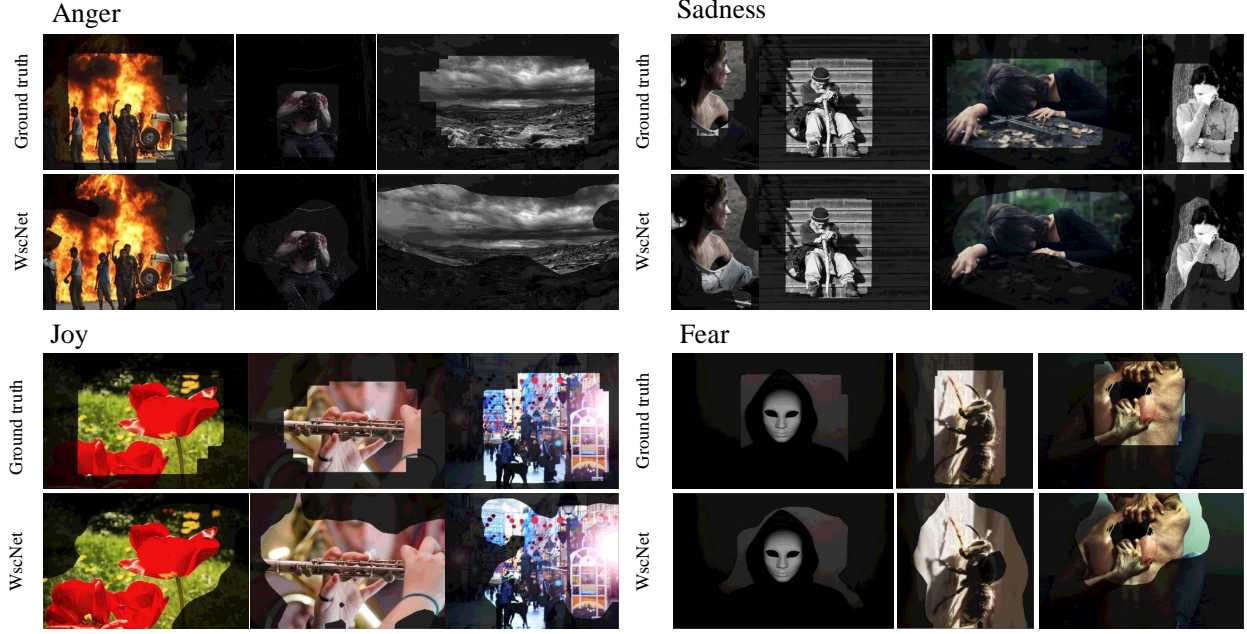 Anger
Ground truth
WscNet
Sadness
Ground truth
WscNet
Joy
Ground truth
WscNet
Fear
Ground truth
WscNet